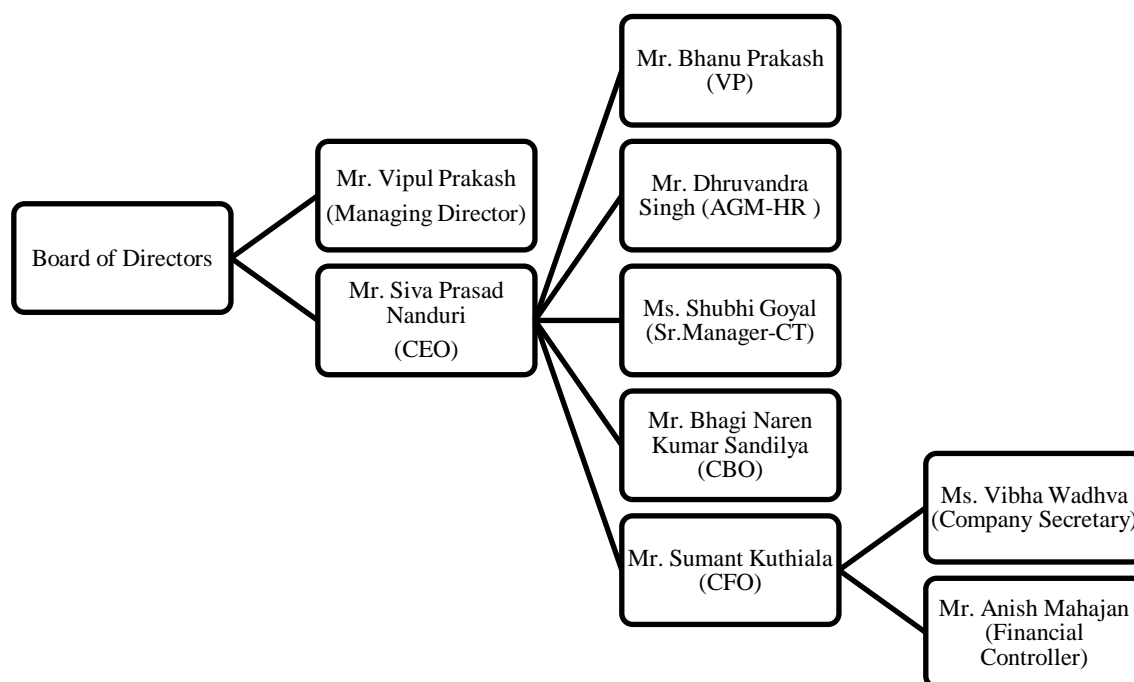 Board of Directors
Mr. Vipul Prakash
(Managing Director)
Mr. Siva Prasad
Nanduri
(CEO)
Mr. Bhanu Prakash
(VP)
Mr. Dhruvandra
Singh (AGM-HR )
Ms. Shubhi Goyal
(Sr.Manager-CT)
Mr. Bhagi Naren
Kumar Sandilya
(CBO)
Mr. Sumant Kuthiala
(CFO)
Ms. Vibha Wadhva
(Company Secretary)
Mr. Anish Mahajan
(Financial
Controller)